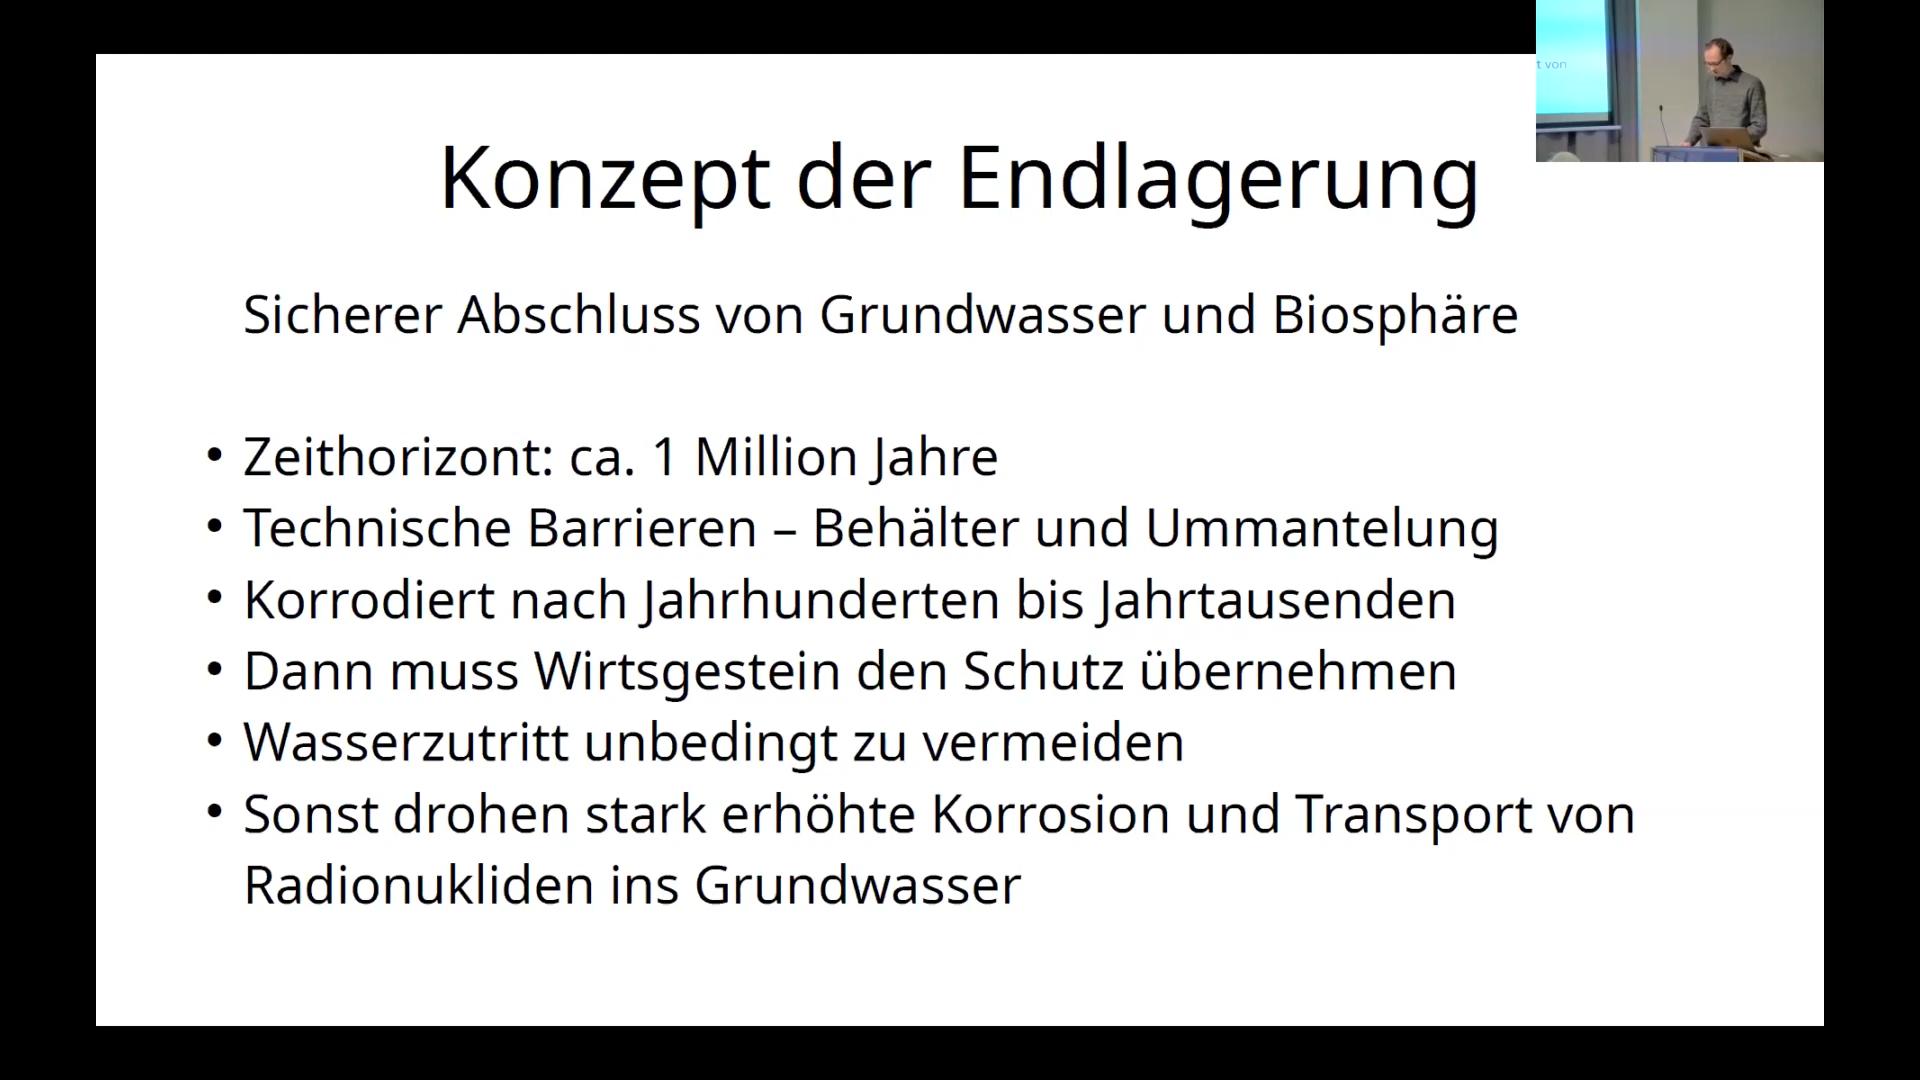 t von
Konzept der Endlagerung
Sicherer Abschluss von Grundwasser und Biosphäre
• Zeithorizont: ca. 1 Million Jahre
• Technische Barrieren – Behälter und Ummantelung
• Korrodiert nach Jahrhunderten bis Jahrtausenden
• Dann muss Wirtsgestein den Schutz übernehmen
• Wasserzutritt unbedingt zu vermeiden
• Sonst drohen stark erhöhte Korrosion und Transport von
Radionukliden ins Grundwasser